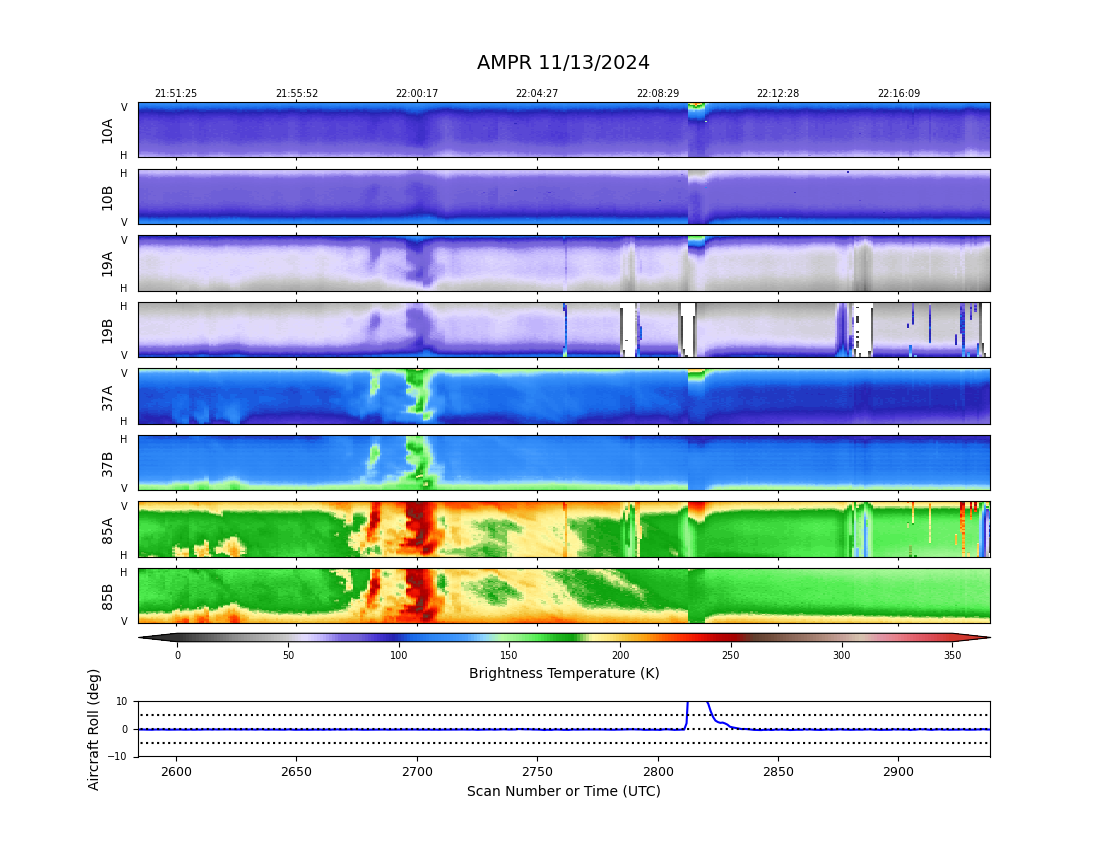 AMPR 11/13/2024
21:51:25 21:55:52 22:00:17 22:04:27 22:08:29 22:12:28 22:16:09
V
10A
H
H
10B
V
V
19A
H
H
19B
V
V
37A
H
H
37B
V
V
85A
H
H
85B
V
0 50 100 150 200 250 300 350
Brightness Temperature (K)
Aircraft Roll (deg)
10
0
−10
2600 2650 2700 2750 2800 2850 2900
Scan Number or Time (UTC)